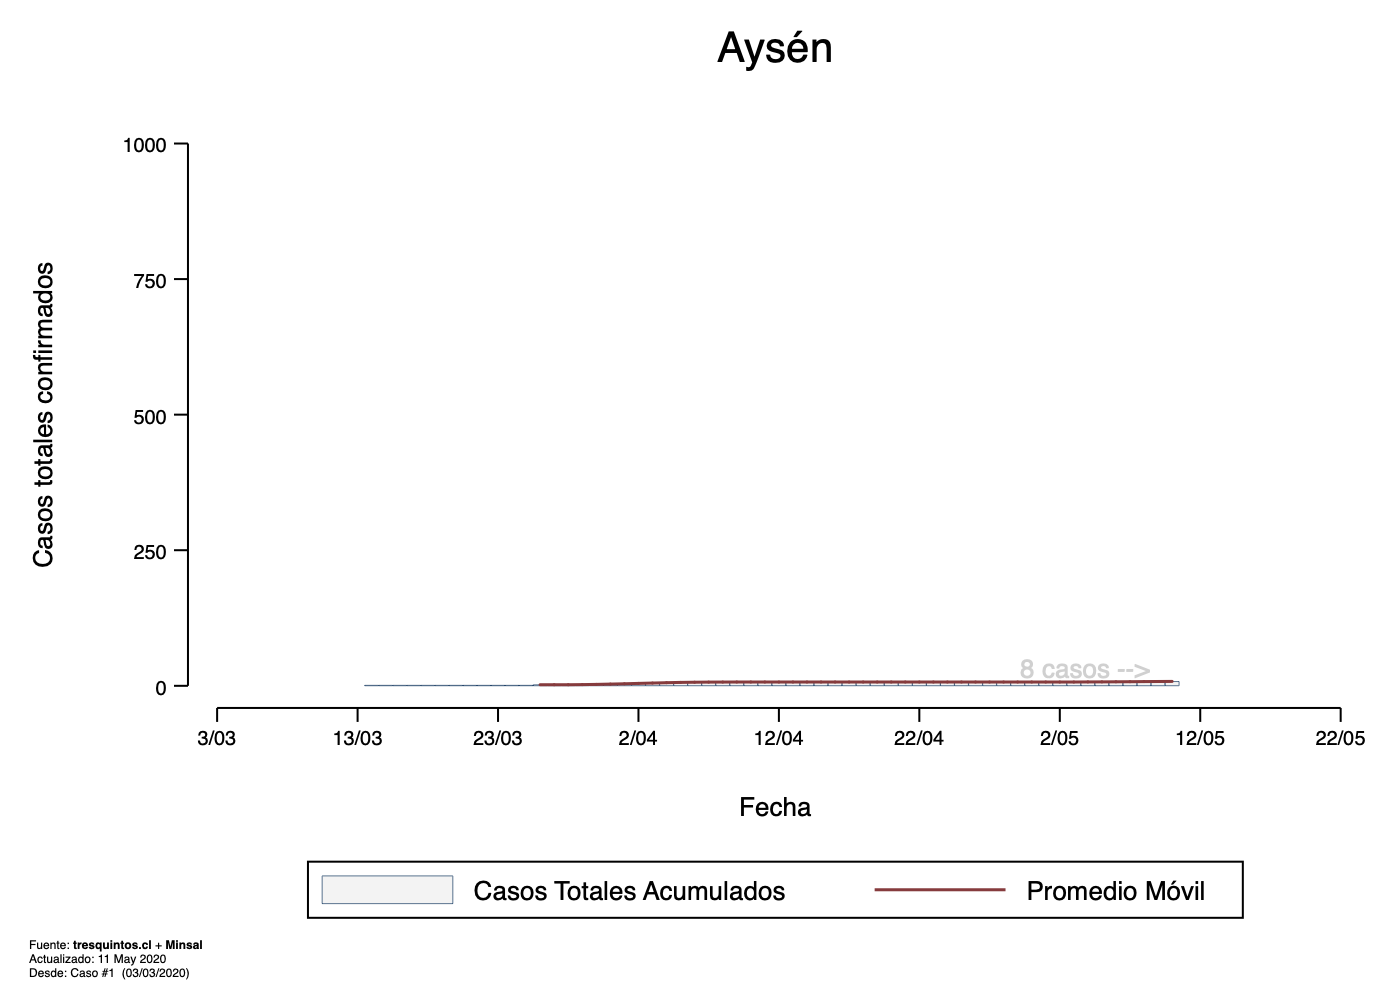 Aysén
Casos totales confirmados
1000
750
500
250
0
8 casos -->
3/03 13/03 23/03 2/04 12/04 22/04 2/05 12/05 22/05
Fecha
Casos Totales Acumulados Promedio Móvil
Fuente: tresquintos.cl + Minsal
Actualizado: 11 May 2020
Desde: Caso #1 (03/03/2020)